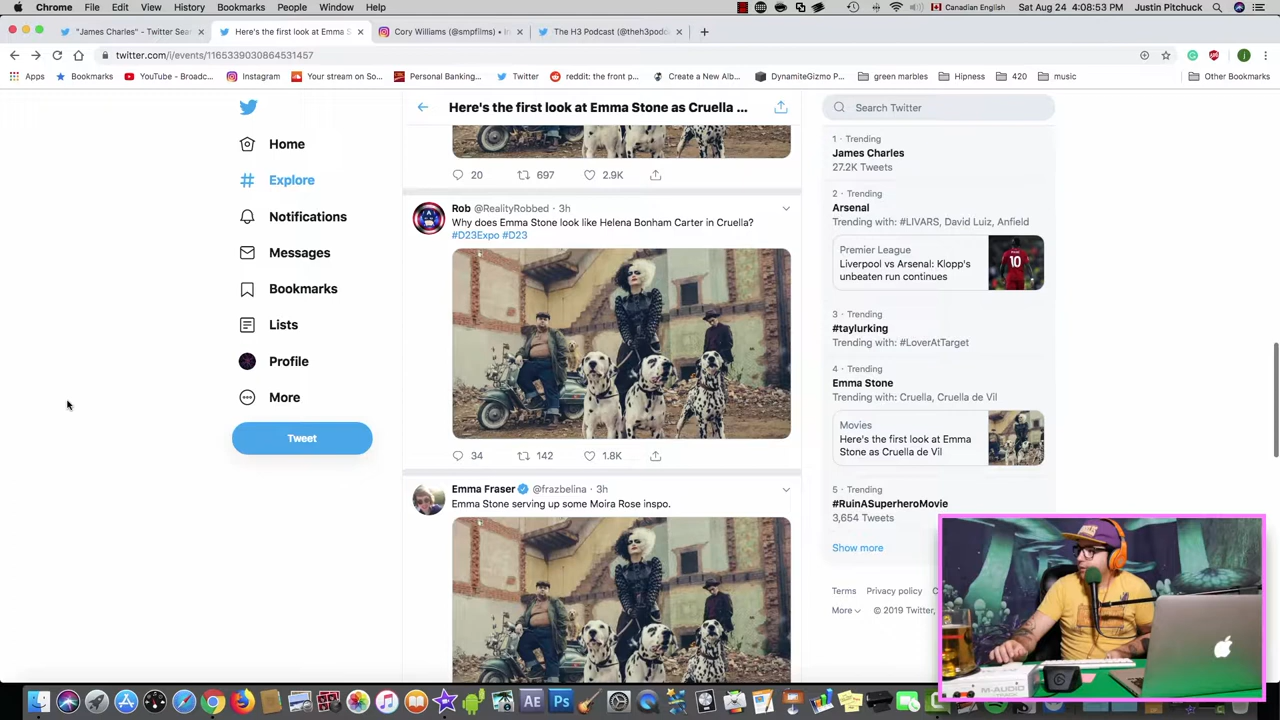 Chrome File Edit View History Bookmarks People Window Help Canadian English Sat Aug 24 4:08:53 PM Justin Pitchuck
"James Charles" - Twitter Sear Here's the first look at Emma S Cory Williams (@smpfilms) • In The H3 Podcast (@theh3podc
twitter.com/i/events/1165339030864531457
Apps Bookmarks YouTube - Broadc... Instagram Your stream on So... Personal Banking... Twitter reddit: the front p... Create a New Alb... DynamiteGizmo P... green marbles Hipness 420 music Other Bookmarks
Home
Explore
Notifications
Messages
Bookmarks
Lists
Profile
More
Tweet
Here's the first look at Emma Stone as Cruella ...
20 697 2.9K
Rob @RealityRobbed · 3h
Why does Emma Stone look like Helena Bonham Carter in Cruella?
#D23Expo #D23
34 142 1.8K
Emma Fraser @frazbelina · 3h
Emma Stone serving up some Moira Rose inspo.
Search Twitter
1 · Trending
James Charles
27.2K Tweets
2 · Trending
Arsenal
Trending with: #LIVARS, David Luiz, Anfield
Premier League
Liverpool vs Arsenal: Klopp's
unbeaten run continues
10
3 · Trending
#taylurking
Trending with: #LoverAtTarget
4 · Trending
Emma Stone
Trending with: Cruella, Cruella de Vil
Movies
Here's the first look at Emma
Stone as Cruella de Vil
5 · Trending
#RuinASuperheroMovie
3,654 Tweets
Show more
Terms Privacy policy C
More © 2019 Twitter,
M-AUDIO
AE Ps